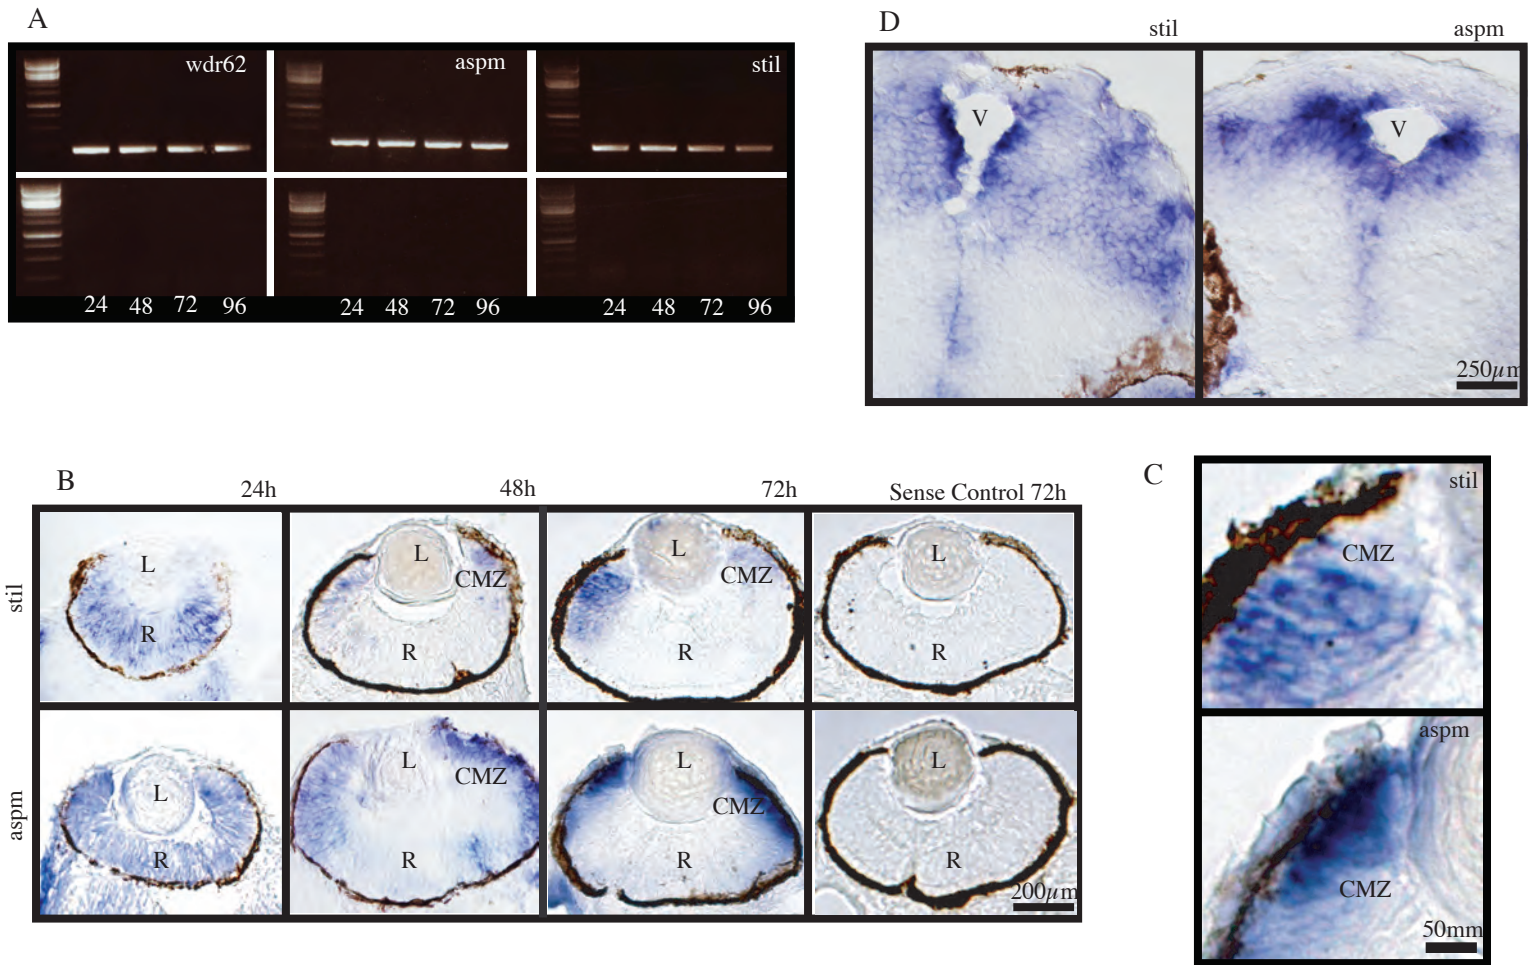 A
wdr62
aspm
stil
24 48 72 96
24 48 72 96
24 48 72 96
D
stil
aspm
V
V
250µm
B
24h
48h
72h
Sense Control 72h
stil
L
R
L
CMZ
R
L
CMZ
R
L
R
aspm
L
R
L
CMZ
R
L
CMZ
R
L
R
200µm
C
stil
CMZ
aspm
CMZ
50mm